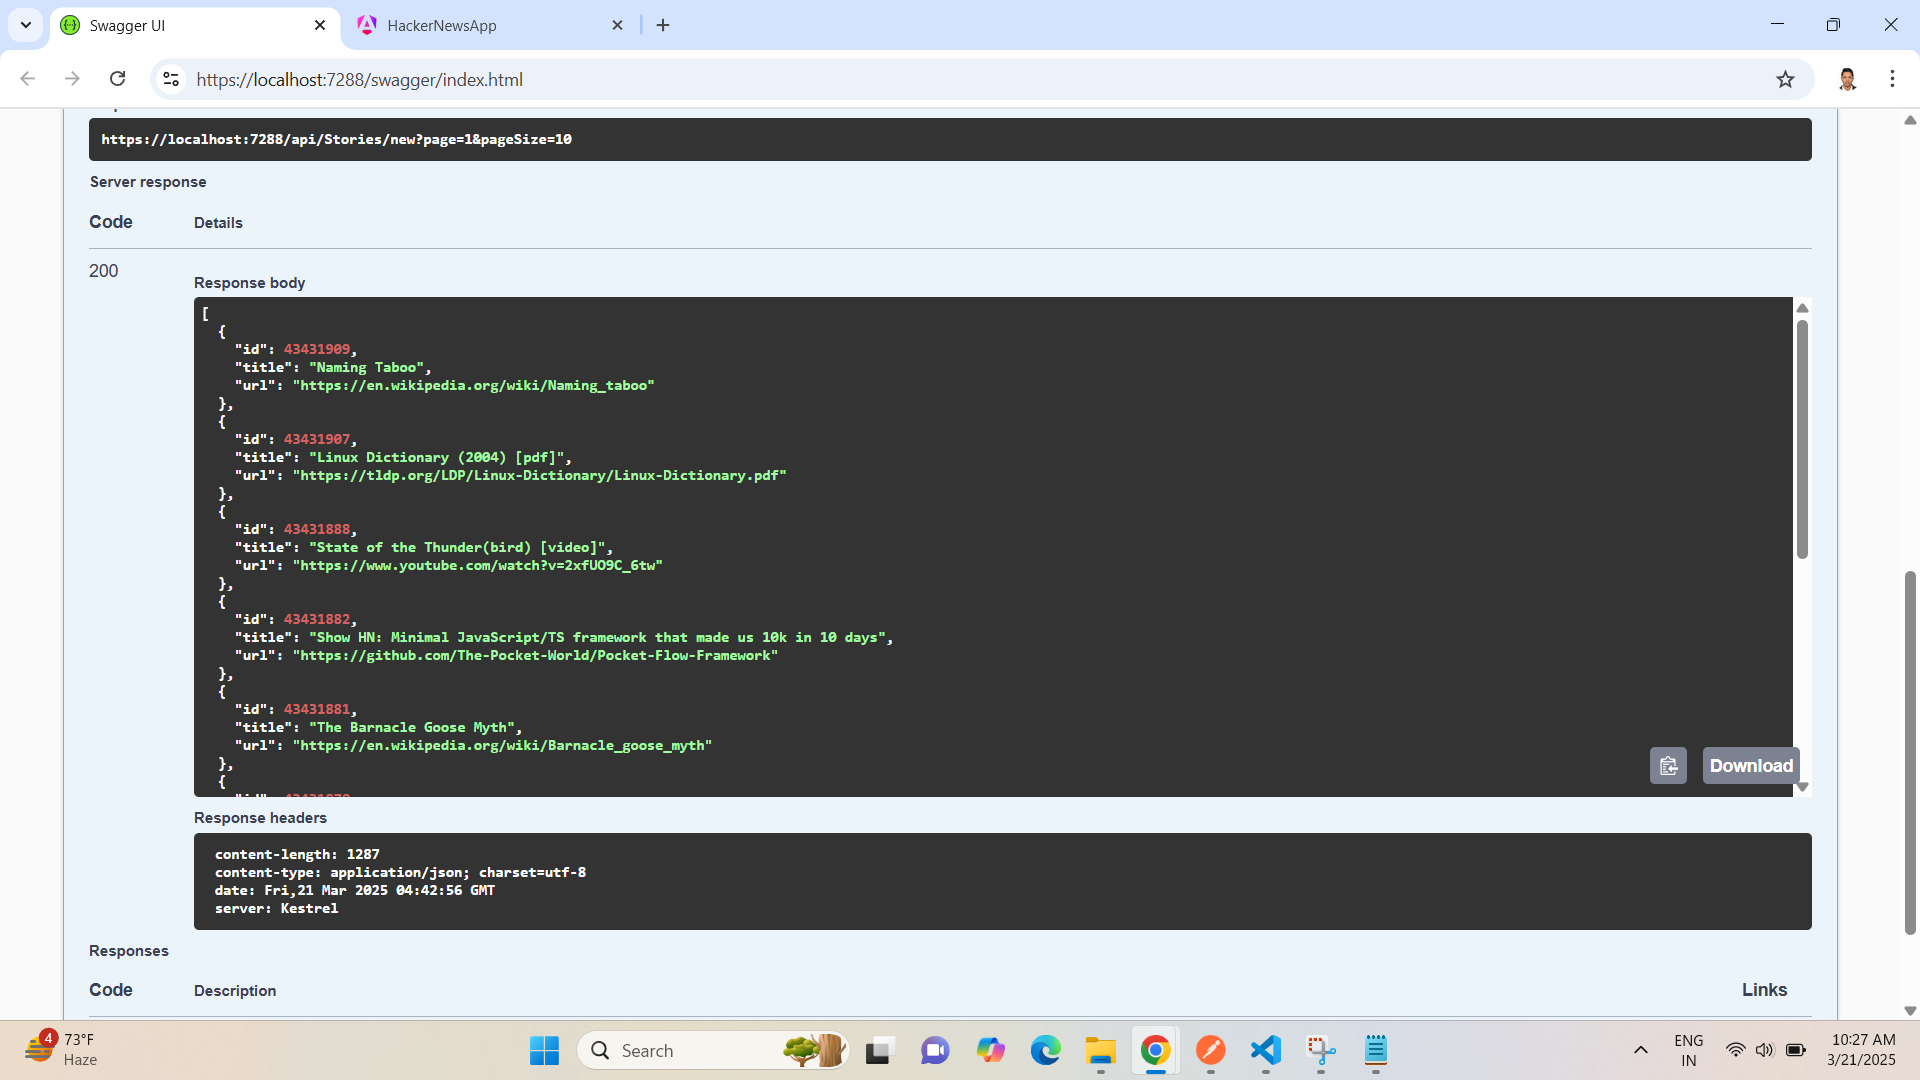 Swagger UI
HackerNewsApp
https://localhost:7288/swagger/index.html
https://localhost:7288/api/Stories/new?page=1&pageSize=10
Server response
Code Details
200
Response body
[
{
"id": 43431909,
"title": "Naming Taboo",
"url": "https://en.wikipedia.org/wiki/Naming_taboo"
},
{
"id": 43431907,
"title": "Linux Dictionary (2004) [pdf]",
"url": "https://tldp.org/LDP/Linux-Dictionary/Linux-Dictionary.pdf"
},
{
"id": 43431888,
"title": "State of the Thunder(bird) [video]",
"url": "https://www.youtube.com/watch?v=2xfUO9C_6tw"
},
{
"id": 43431882,
"title": "Show HN: Minimal JavaScript/TS framework that made us 10k in 10 days",
"url": "https://github.com/The-Pocket-World/Pocket-Flow-Framework"
},
{
"id": 43431881,
"title": "The Barnacle Goose Myth",
"url": "https://en.wikipedia.org/wiki/Barnacle_goose_myth"
},
{
Download
Response headers
content-length: 1287
content-type: application/json; charset=utf-8
date: Fri,21 Mar 2025 04:42:56 GMT
server: Kestrel
Responses
Code Description Links
4
73°F
Haze
Search
ENG
IN
10:27 AM
3/21/2025